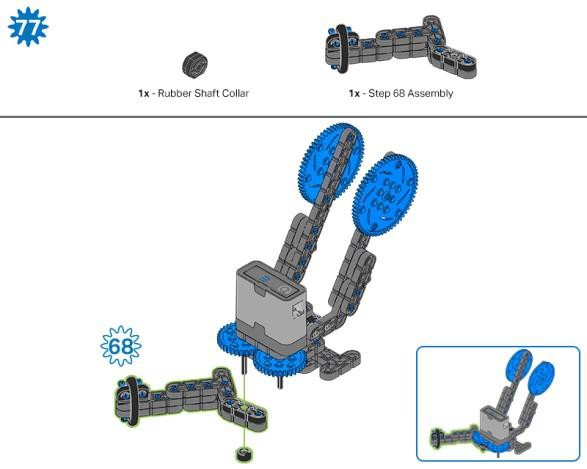 77
1x - Rubber Shaft Collar
1x - Step 68 Assembly
68